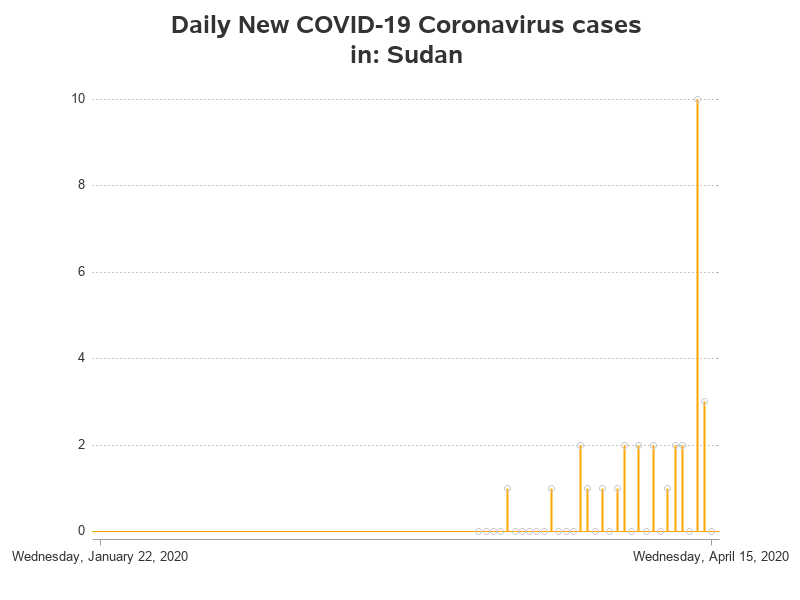 Daily New COVID-19 Coronavirus cases
in: Sudan
10
8
6
4
2
0
Wednesday, January 22, 2020
Wednesday, April 15, 2020